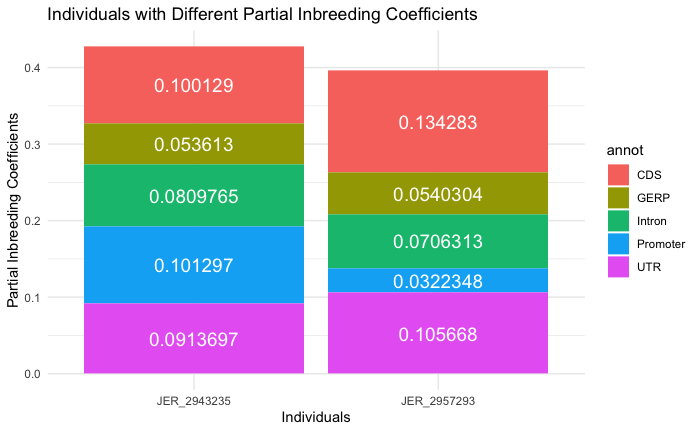 Individuals with Different Partial Inbreeding Coefficients
Partial Inbreeding Coefficients
0.4
0.3
0.2
0.1
0.0
0.100129
0.053613
0.0809765
0.101297
0.0913697
0.134283
0.0540304
0.0706313
0.0322348
0.105668
JER_2943235
JER_2957293
Individuals
annot
CDS
GERP
Intron
Promoter
UTR